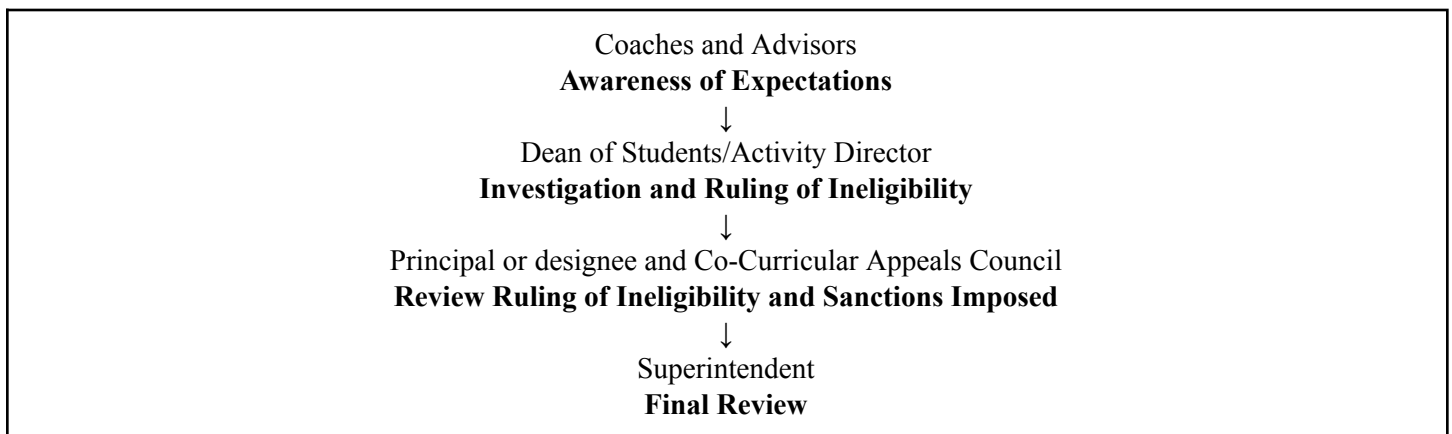 Coaches and Advisors
Awareness of Expectations
↓
Dean of Students/Activity Director
Investigation and Ruling of Ineligibility
↓
Principal or designee and Co-Curricular Appeals Council
Review Ruling of Ineligibility and Sanctions Imposed
↓
Superintendent
Final Review